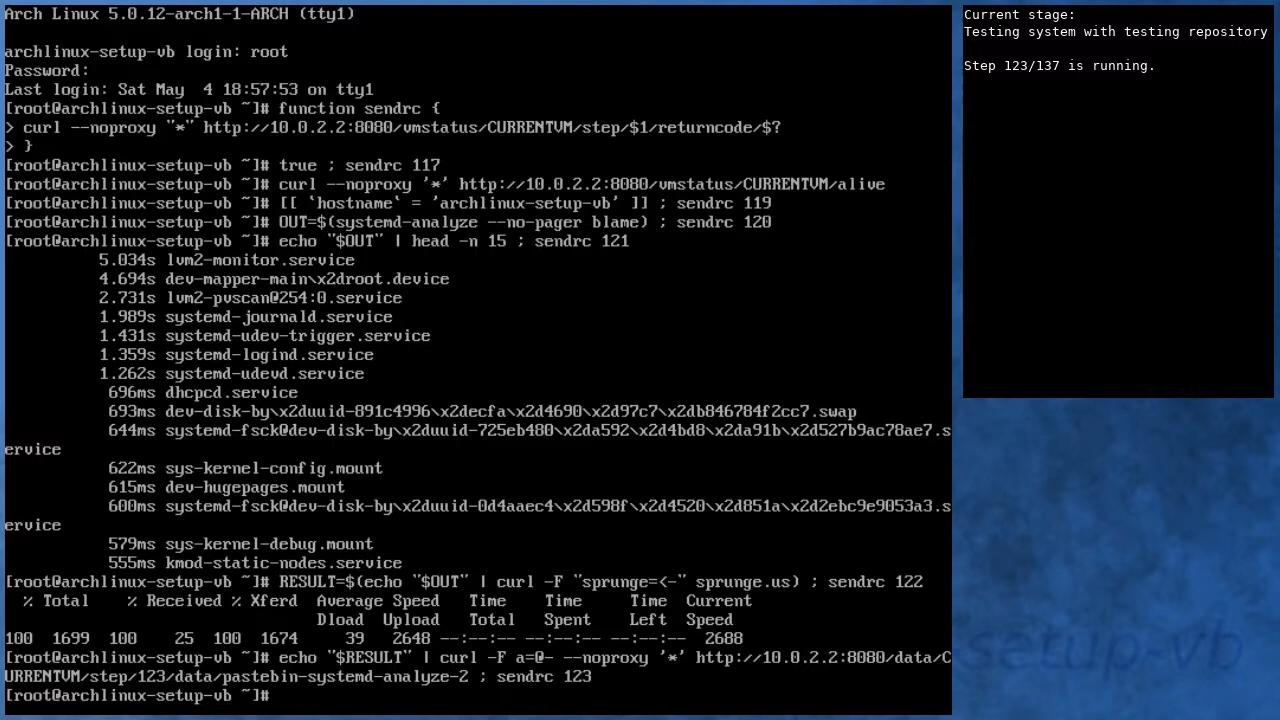 Arch Linux 5.0.12-arch1-1-ARCH (tty1)
archlinux-setup-vb login: root
Password:
Last login: Sat May  4 18:57:53 on tty1
[root@archlinux-setup-vb ~]# function sendrc {
> curl --noproxy "*" http://10.0.2.2:8080/vmstatus/CURRENTVM/step/$1/returncode/$?
> }
[root@archlinux-setup-vb ~]# true ; sendrc 117
[root@archlinux-setup-vb ~]# curl --noproxy '*' http://10.0.2.2:8080/vmstatus/CURRENTVM/alive
[root@archlinux-setup-vb ~]# [[ `hostname` = 'archlinux-setup-vb' ]] ; sendrc 119
[root@archlinux-setup-vb ~]# OUT=$(systemd-analyze --no-pager blame) ; sendrc 120
[root@archlinux-setup-vb ~]# echo "$OUT" | head -n 15 ; sendrc 121
5.034s lvm2-monitor.service
4.694s dev-mapper-main\x2droot.device
2.731s lvm2-pvscan@254:0.service
1.989s systemd-journald.service
1.431s systemd-udev-trigger.service
1.359s systemd-logind.service
1.262s systemd-udevd.service
696ms dhcpcd.service
693ms dev-disk-by\x2duuid-891c4996\x2decfa\x2d4690\x2d97c7\x2db846784f2cc7.swap
644ms systemd-fsck@dev-disk-by\x2duuid-725eb480\x2da592\x2d4bd8\x2da91b\x2d527b9ac78ae7.s
ervice
622ms sys-kernel-config.mount
615ms dev-hugepages.mount
600ms systemd-fsck@dev-disk-by\x2duuid-0d4aaec4\x2d598f\x2d4520\x2d851a\x2d2ebc9e9053a3.s
ervice
579ms sys-kernel-debug.mount
555ms kmod-static-nodes.service
[root@archlinux-setup-vb ~]# RESULT=$(echo "$OUT" | curl -F "sprunge=<-" sprunge.us) ; sendrc 122
  % Total    % Received % Xferd  Average Speed   Time    Time     Time  Current
                                 Dload  Upload   Total   Spent    Left  Speed
100  1699  100    25  100  1674     39   2648 --:--:-- --:--:-- --:--:--  2688
[root@archlinux-setup-vb ~]# echo "$RESULT" | curl -F a=@- --noproxy '*' http://10.0.2.2:8080/data/C
URRENTVM/step/123/data/pastebin-systemd-analyze-2 ; sendrc 123
[root@archlinux-setup-vb ~]#
Current stage:
Testing system with testing repository
Step 123/137 is running.
setup-vb